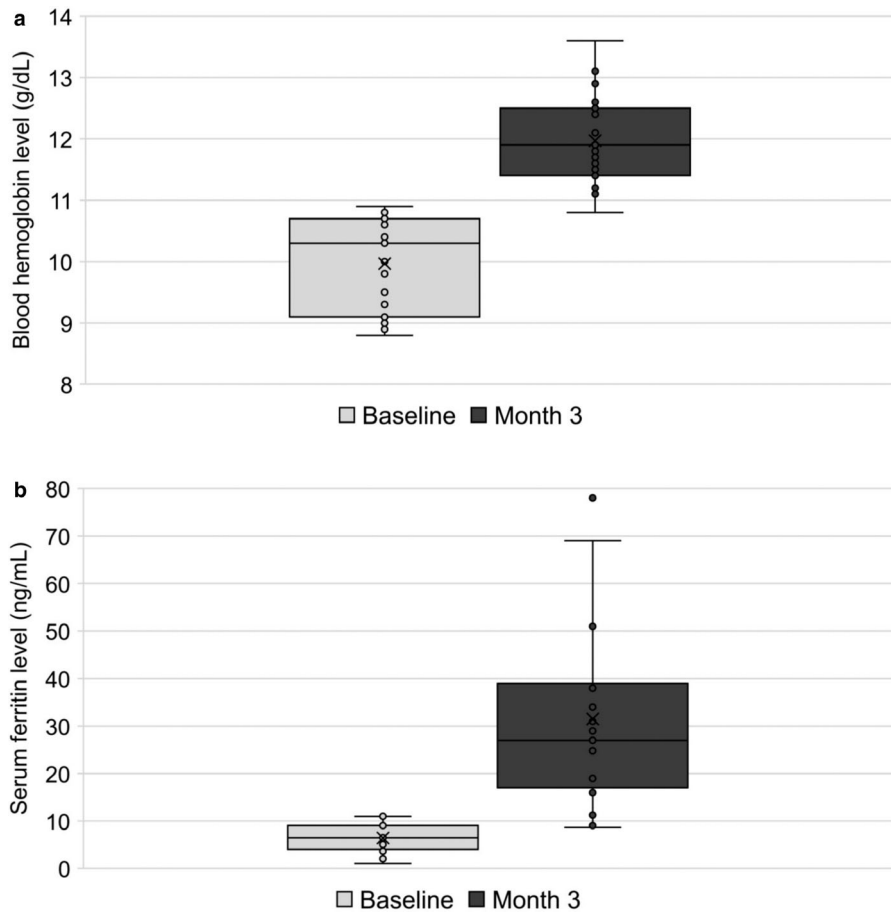 a
Blood hemoglobin level (g/dL)
14
13
12
11
10
9
8
Baseline Month 3
b
Serum ferritin level (ng/mL)
80
70
60
50
40
30
20
10
0
Baseline Month 3